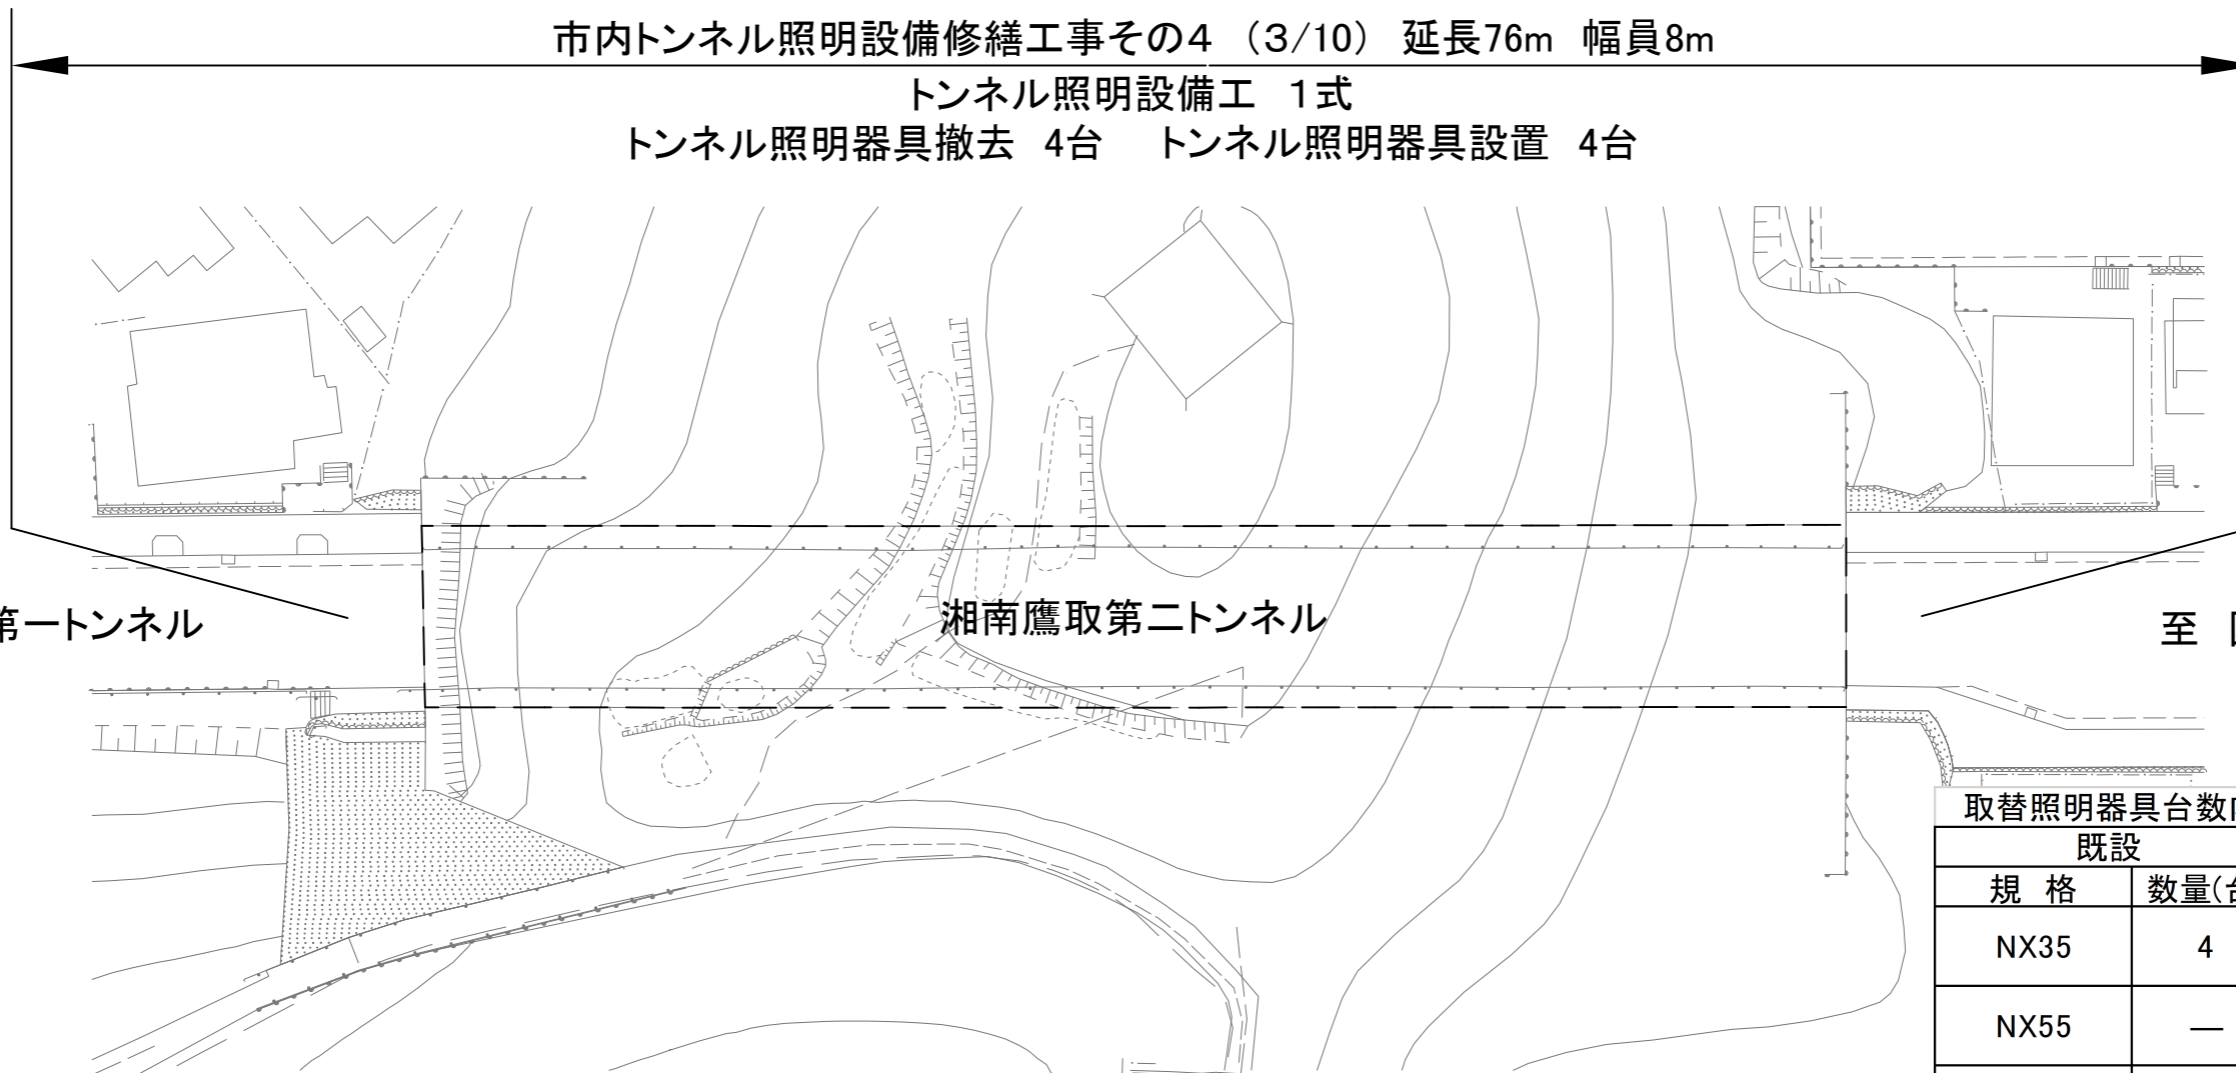 市内トンネル照明設備修繕工事その4 （3/10） 延長76m 幅員8m
トンネル照明設備工 1式
トンネル照明器具撤去 4台 トンネル照明器具設置 4台
第一トンネル
湘南鷹取第二トンネル
至
取替照明器具台数
既設
規 格 数量(台
NX35 4
NX55 ―